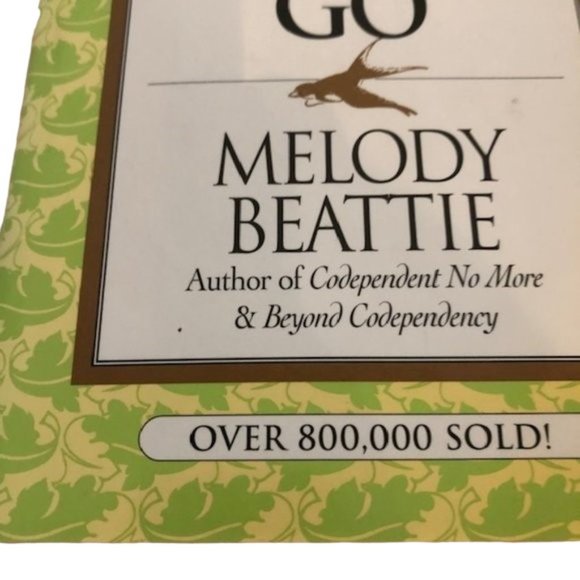 GO
MELODY
BEATTIE
Author of Codependent No More
& Beyond Codependency
OVER 800,000 SOLD!